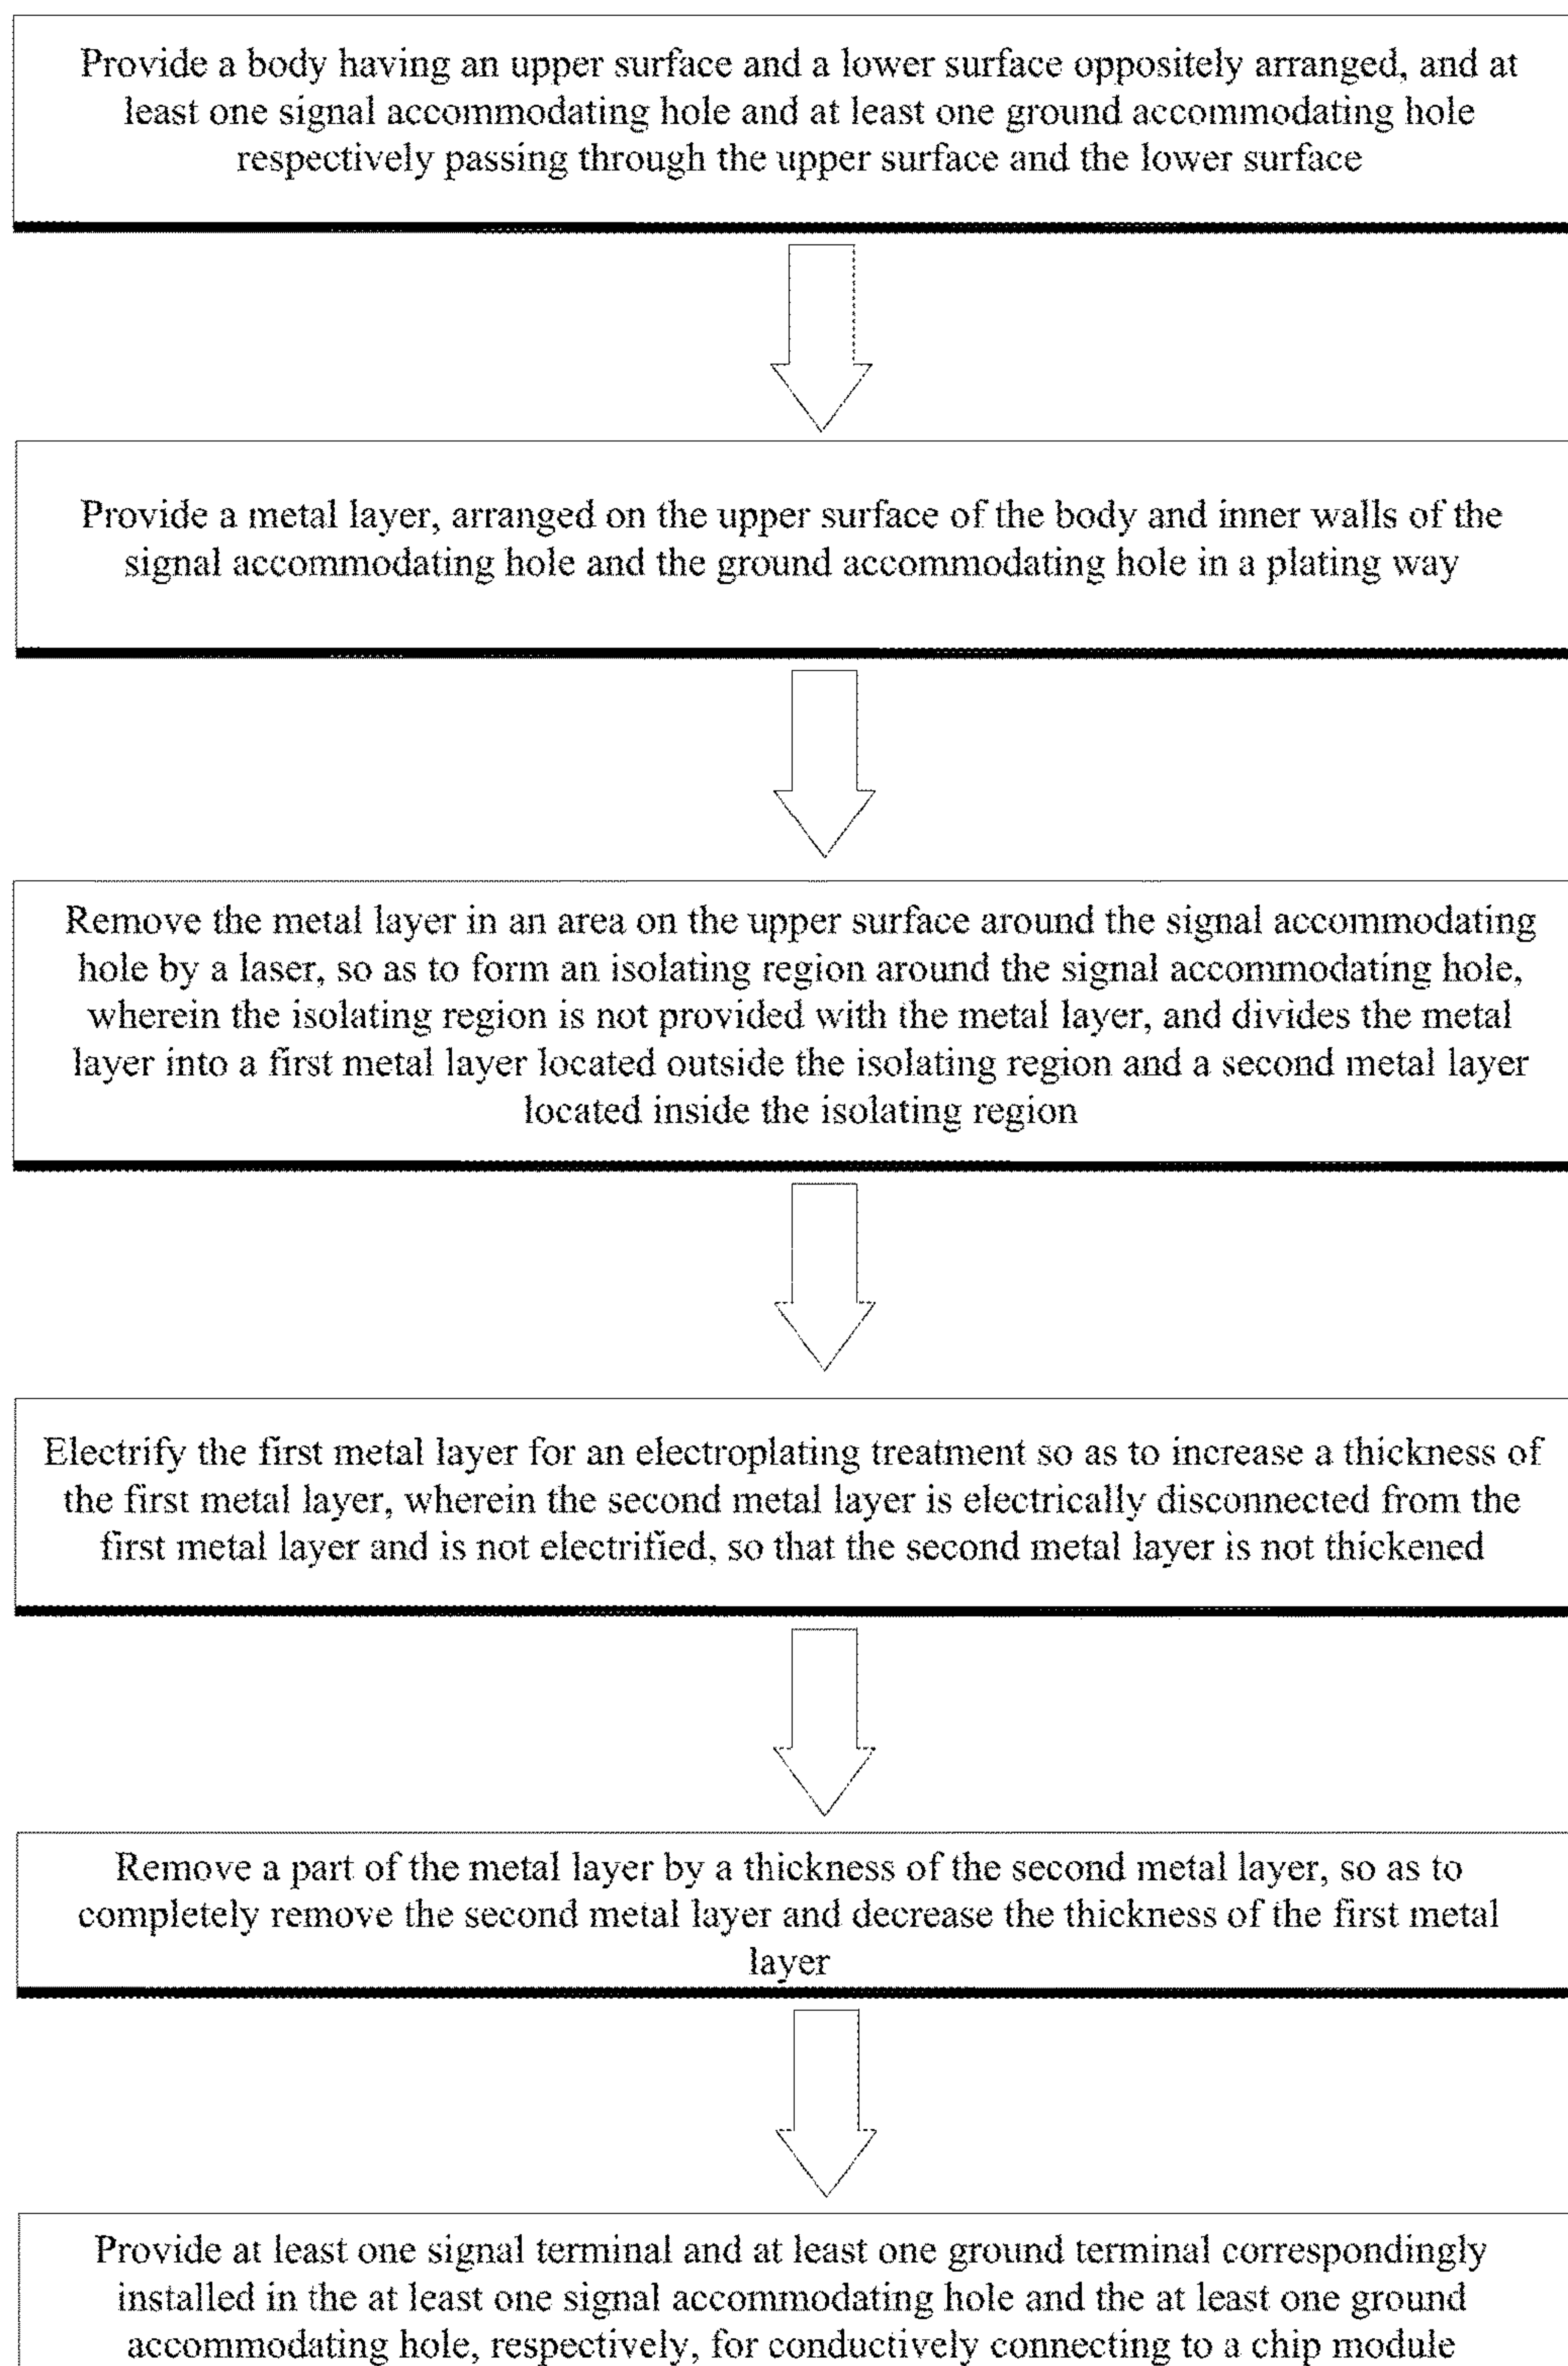 Provide a body having an upper surface and a lower surface oppositely arranged, and at
least one signal accommodating hole and at least one ground accommodating hole
respectively passing through the upper surface and the lower surface
Provide a metal layer, arranged on the upper surface of the body and inner walls of the
signal accommodating hole and the ground accommodating hole in a plating way
Remove the metal layer in an area on the upper surface around the signal accommodating
hole by a laser, so as to form an isolating region around the signal accommodating hole,
wherein the isolating region is not provided with the metal layer, and divides the metal
layer into a first metal layer located outside the isolating region and a second metal layer
located inside the isolating region
Electrify the first metal layer for an electroplating treatment so as to increase a thickness of
the first metal layer, wherein the second metal layer is electrically disconnected from the
first metal layer and is not electrified, so that the second metal layer is not thickened
Remove a part of the metal layer by a thickness of the second metal layer, so as to
completely remove the second metal layer and decrease the thickness of the first metal
layer
Provide at least one signal terminal and at least one ground terminal correspondingly
installed in the at least one signal accommodating hole and the at least one ground
accommodating hole, respectively, for conductively connecting to a chip module